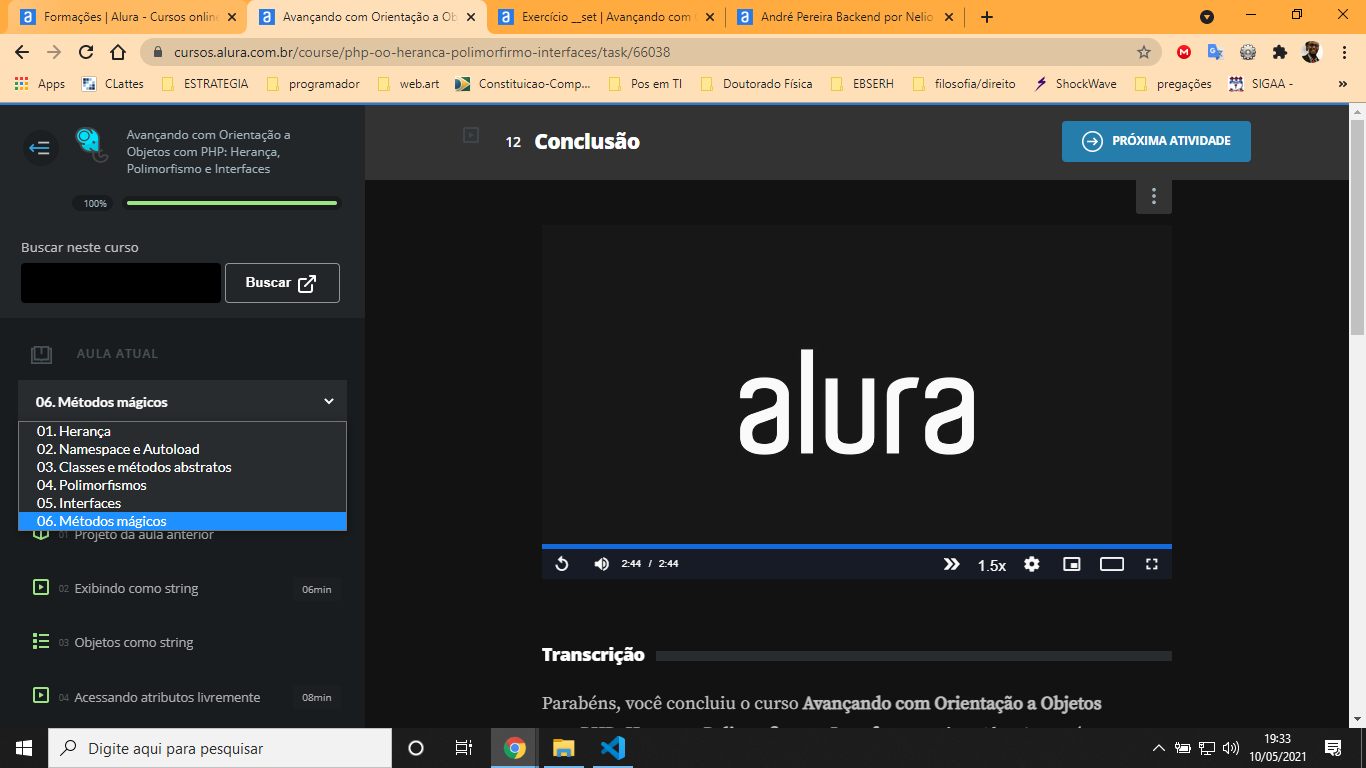 Formações | Alura - Cursos online
Avançando com Orientação a Ob
Exercício __set | Avançando com
André Pereira Backend por Nelio
cursos.alura.com.br/course/php-oo-heranca-polimorfirmo-interfaces/task/66038
Apps
CLattes
ESTRATEGIA
programador
web.art
Constituicao-Comp...
Pos em TI
Doutorado Física
EBSERH
filosofia/direito
ShockWave
pregações
SIGAA -
Avançando com Orientação a
Objetos com PHP: Herança,
Polimorfismo e Interfaces
100%
Buscar neste curso
Buscar
AULA ATUAL
06. Métodos mágicos
01. Herança
02. Namespace e Autoload
03. Classes e métodos abstratos
04. Polimorfismos
05. Interfaces
06. Métodos mágicos
01 Projeto da aula anterior
02 Exibindo como string 06min
03 Objetos como string
04 Acessando atributos livremente 08min
12 Conclusão
PRÓXIMA ATIVIDADE
alura
2:44 / 2:44
1.5x
Transcrição
Parabéns, você concluiu o curso Avançando com Orientação a Objetos
Digite aqui para pesquisar
19:33
10/05/2021